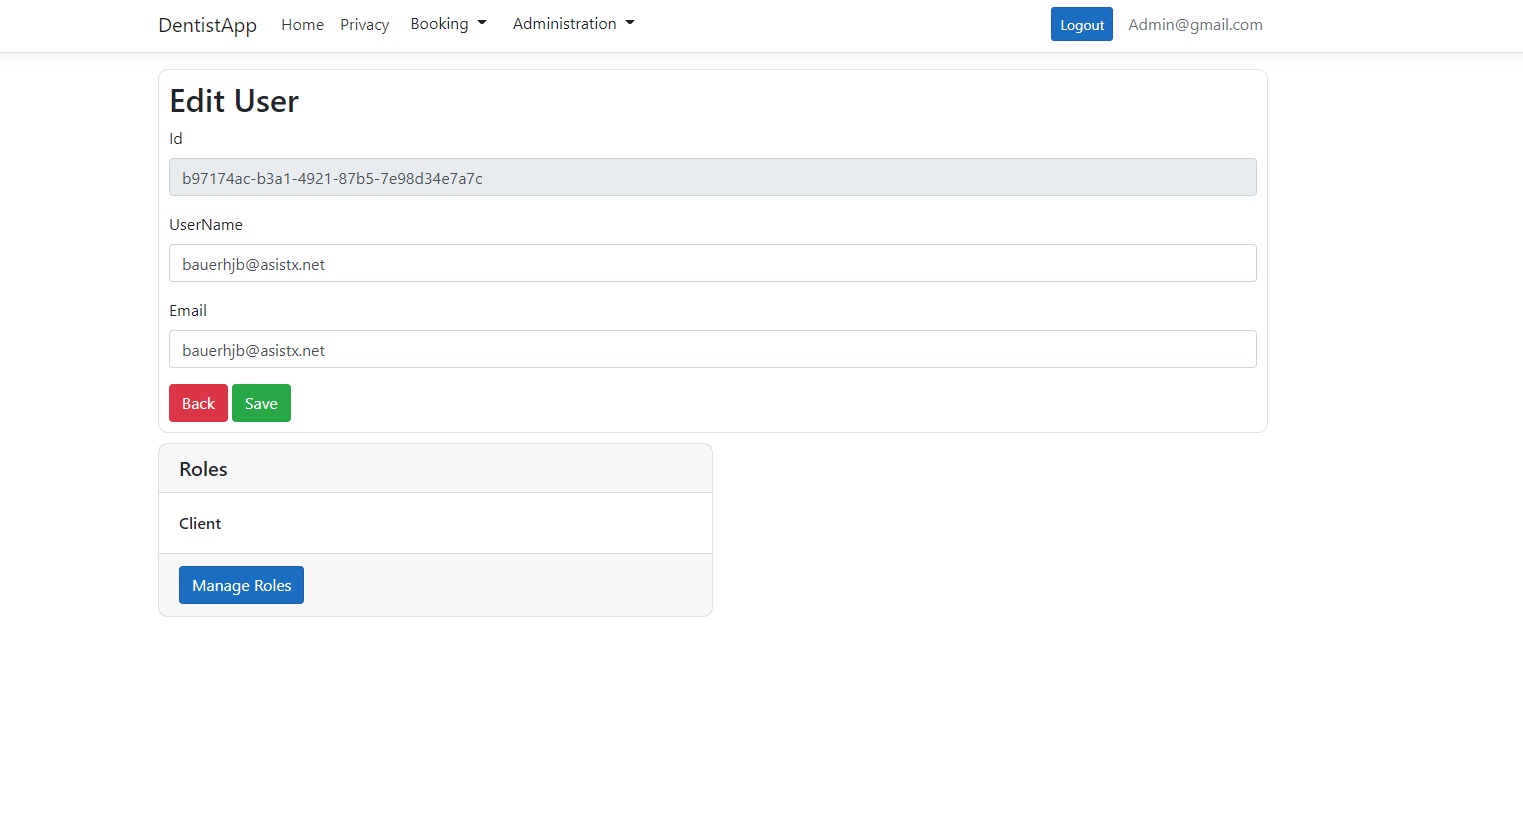 DentistApp Home Privacy Booking Administration Logout Admin@gmail.com
Edit User
Id
b97174ac-b3a1-4921-87b5-7e98d34e7a7c
UserName
bauerhjb@asistx.net
Email
bauerhjb@asistx.net
Back Save
Roles
Client
Manage Roles